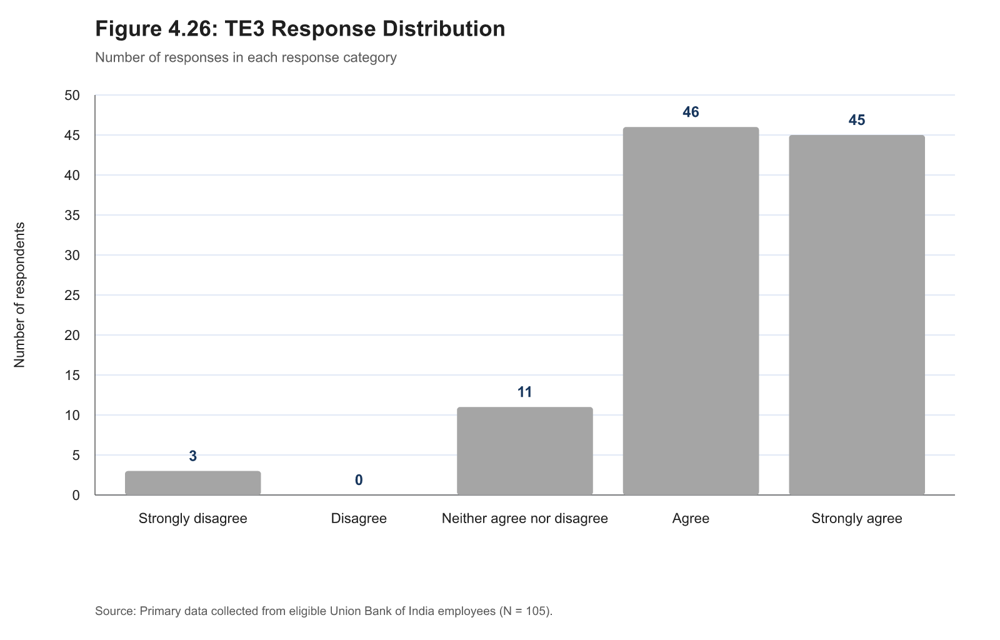 Figure 4.26: TE3 Response Distribution
Number of responses in each response category
Number of respondents
50
45
40
35
30
25
20
15
10
5
0
3
0
11
46
45
Strongly disagree
Disagree
Neither agree nor disagree
Agree
Strongly agree
Source: Primary data collected from eligible Union Bank of India employees (N = 105).